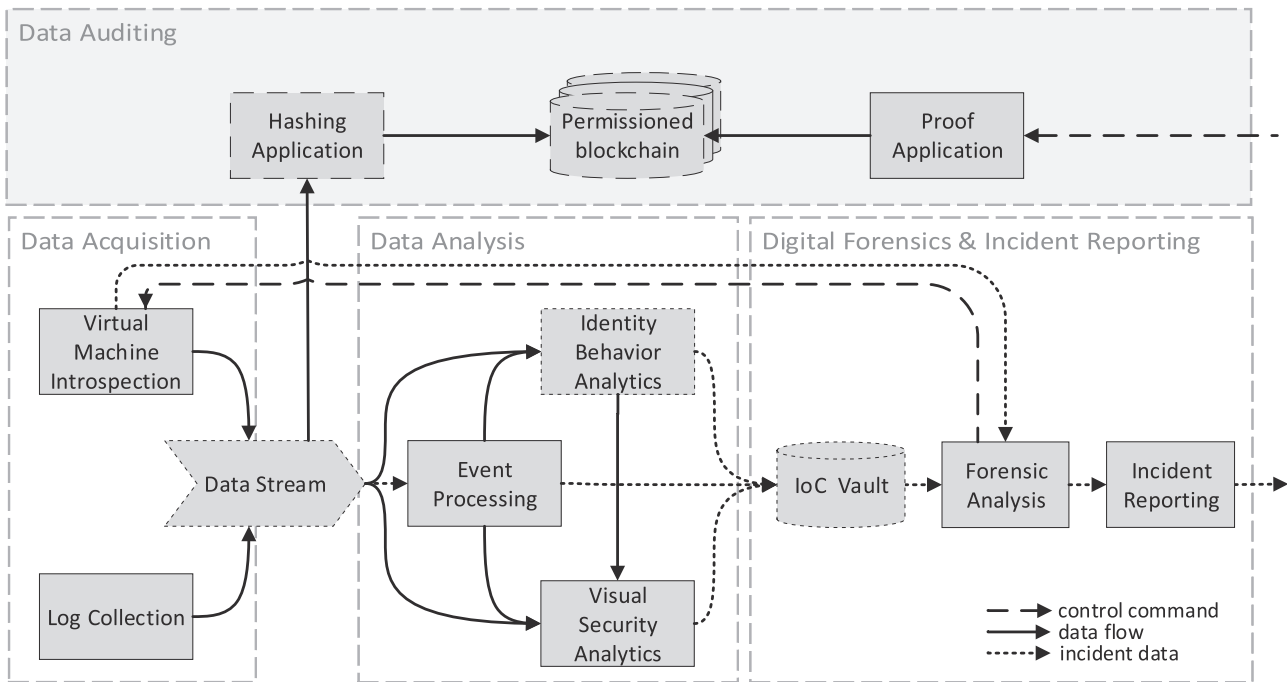 Data Auditing
Hashing
Application
Permissioned
blockchain
Proof
Application
Data Acquisition
Data Analysis
Digital Forensics & Incident Reporting
Virtual
Machine
Introspection
Identity
Behavior
Analytics
Data Stream
Event
Processing
IoC Vault
Forensic
Analysis
Incident
Reporting
Log Collection
Visual
Security
Analytics
control command
data flow
incident data